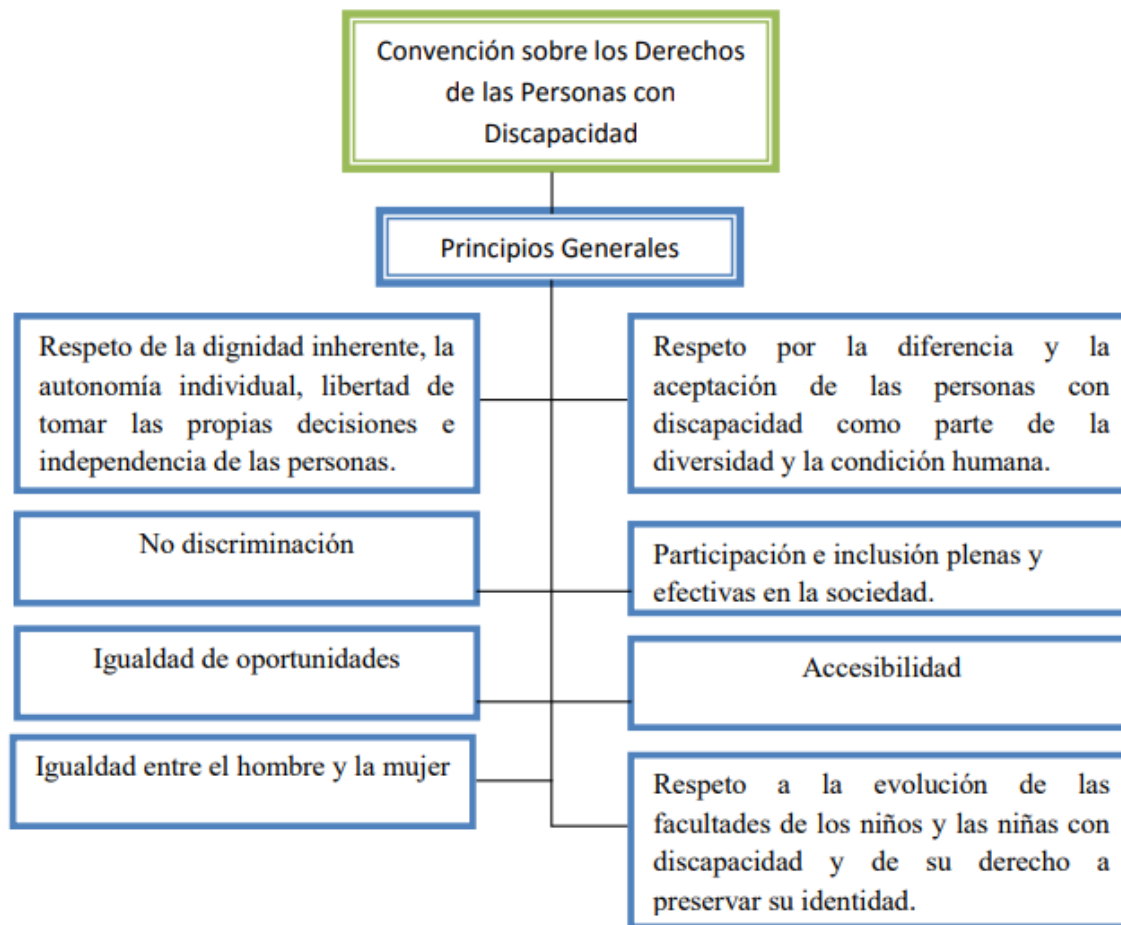 Convención sobre los Derechos
de las Personas con
Discapacidad
Principios Generales
Respeto de la dignidad inherente, la
autonomía individual, libertad de
tomar las propias decisiones e
independencia de las personas.
Respeto por la diferencia y la
aceptación de las personas con
discapacidad como parte de la
diversidad y la condición humana.
No discriminación
Participación e inclusión plenas y
efectivas en la sociedad.
Igualdad de oportunidades
Accesibilidad
Igualdad entre el hombre y la mujer
Respeto a la evolución de las
facultades de los niños y las niñas con
discapacidad y de su derecho a
preservar su identidad.